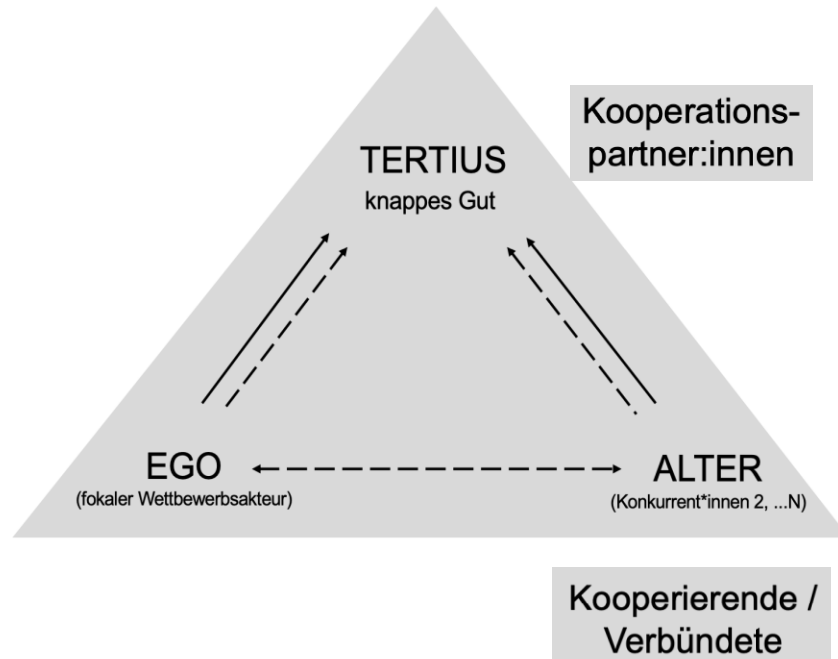 Kooperations-
partner:innen
TERTIUS
knappes Gut
EGO
(fokaler Wettbewerbsakteur)
ALTER
(Konkurrent*innen 2, ...N)
Kooperierende /
Verbündete